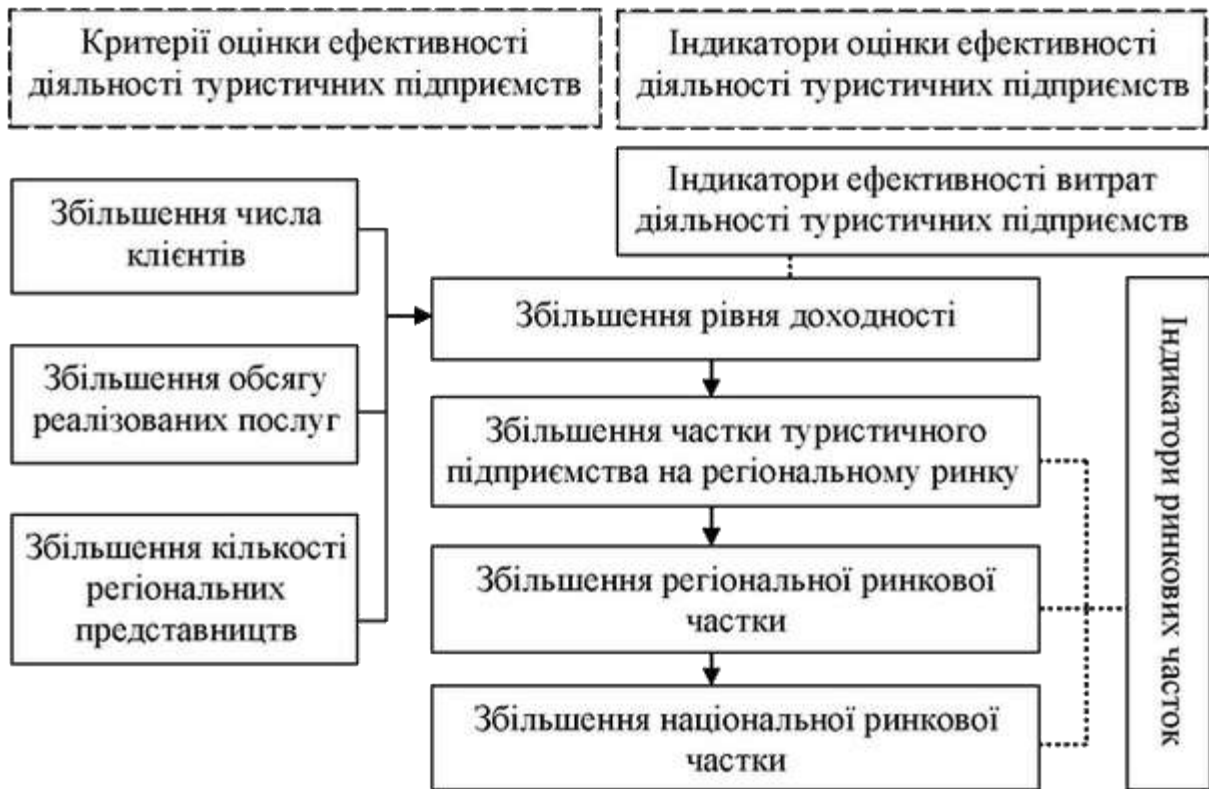 Критерії оцінки ефективності
діяльності туристичних підприємств
Індикатори оцінки ефективності
діяльності туристичних підприємств
Індикатори ефективності витрат
діяльності туристичних підприємств
Збільшення числа
клієнтів
Збільшення обсягу
реалізованих послуг
Збільшення кількості
регіональних
представництв
Збільшення рівня доходності
Збільшення частки туристичного
підприємства на регіональному ринку
Збільшення регіональної ринкової
частки
Збільшення національної ринкової
частки
Індикатори ринкових часток